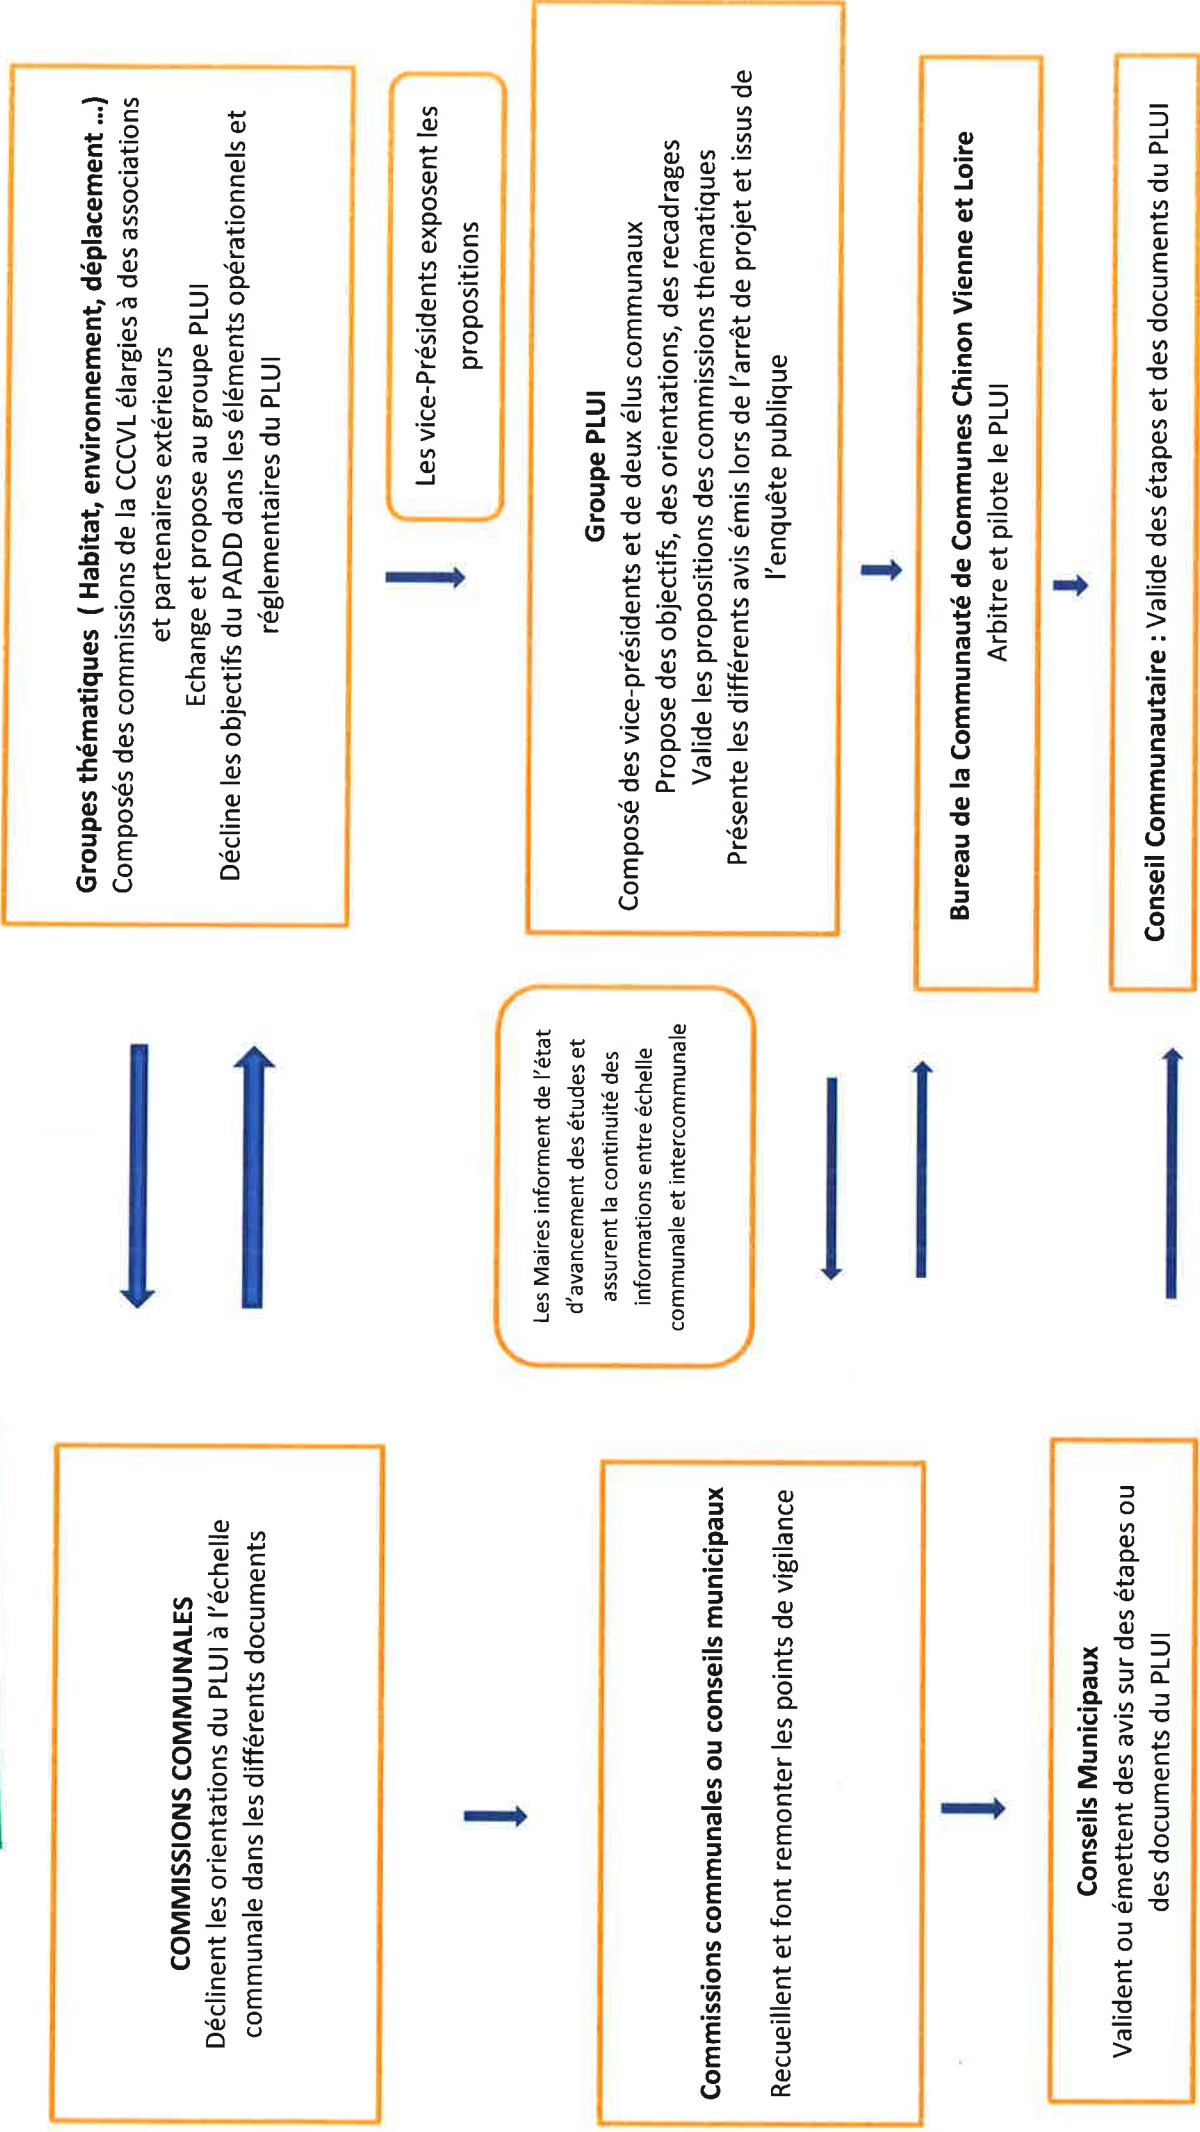 COMMISSIONS COMMUNALES
Déclinent les orientations du PLUI à l'échelle
communale dans les différents documents
Groupes thématiques ( Habitat, environnement, déplacement ...)
Composés des commissions de la CCCVL élargies à des associations
et partenaires extérieurs
Echange et propose au groupe PLUI
Décline les objectifs du PADD dans les éléments opérationnels et
réglementaires du PLUI
Les vice-Présidents exposent les
propositions
Les Maires informent de l'état
d'avancement des études et
assurent la continuité des
informations entre échelle
communale et intercommunale
Groupe PLUI
Composé des vice-présidents et de deux élus communaux
Propose des objectifs, des orientations, des recadrages
Valide les propositions des commissions thématiques
Présente les différents avis émis lors de l'arrêt de projet et issus de
l'enquête publique
Commissions communales ou conseils municipaux
Recueillent et font remonter les points de vigilance
Bureau de la Communauté de Communes Chinon Vienne et Loire
Arbitre et pilote le PLUI
Conseils Municipaux
Valident ou émettent des avis sur des étapes ou
des documents du PLUI
Conseil Communautaire : Valide des étapes et des documents du PLUI